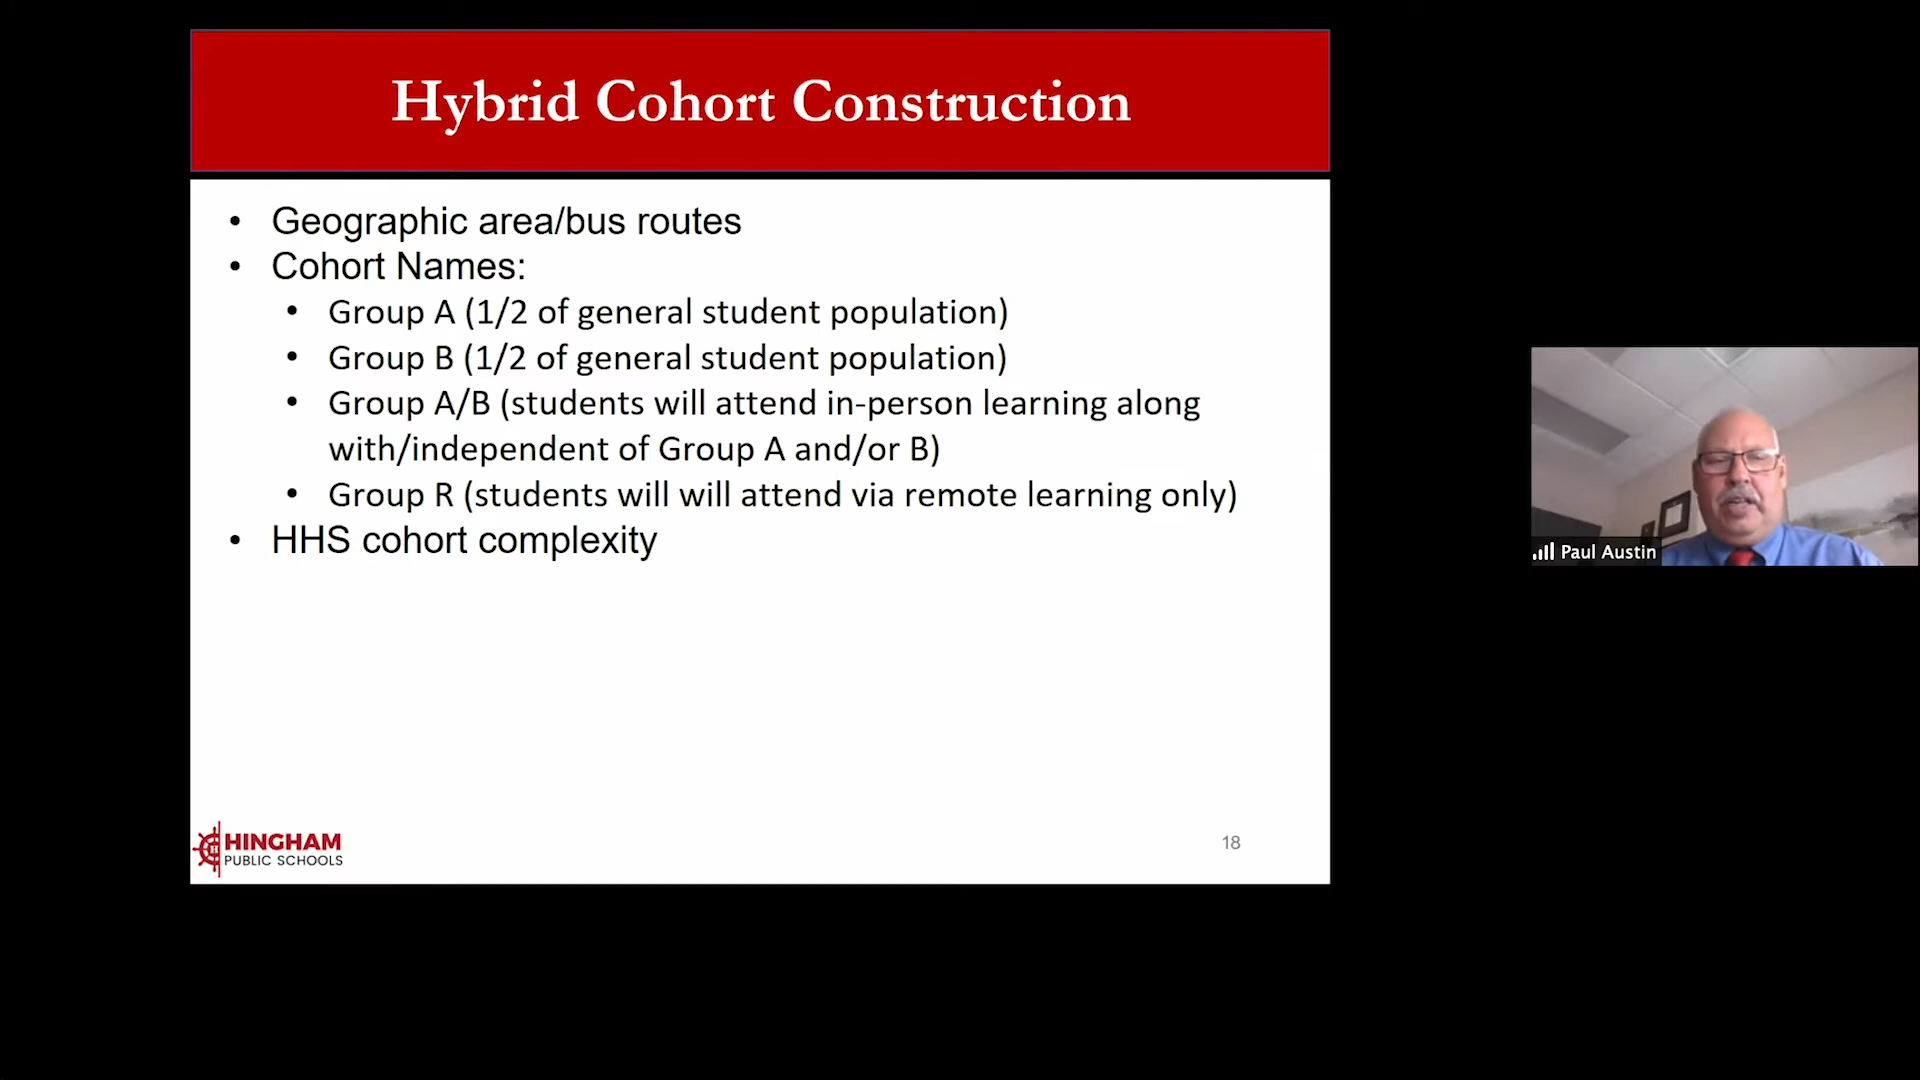 Hybrid Cohort Construction
• Geographic area/bus routes
• Cohort Names:
• Group A (1/2 of general student population)
• Group B (1/2 of general student population)
• Group A/B (students will attend in-person learning along
with/independent of Group A and/or B)
• Group R (students will will attend via remote learning only)
• HHS cohort complexity
Paul Austin
H
HINGHAM
PUBLIC SCHOOLS
18